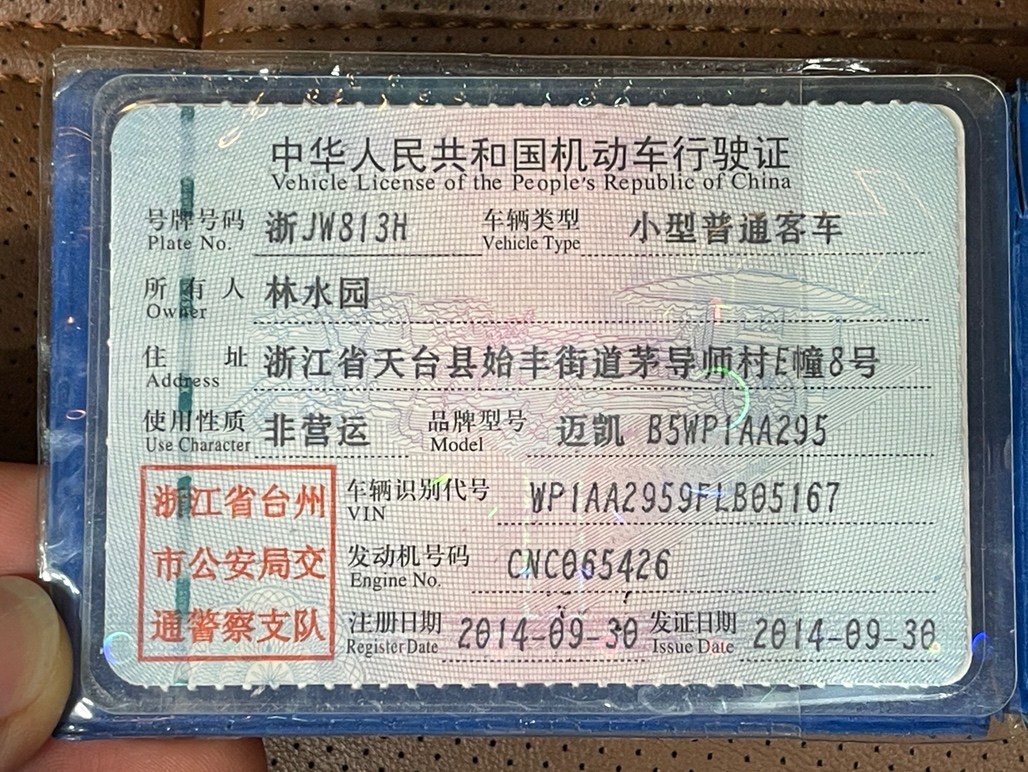 中华人民共和国机动车行驶证
Vehicle License of the People's Republic of China
号牌号码 浙JW813H 车辆类型 小型普通客车
Plate No. Vehicle Type
所有人 林水园
Owner
住址 浙江省天台县始丰街道茅导师村E幢8号
Address
使用性质 非营运 品牌型号 迈凯 B5WP1AA295
Use Character Model
浙江省台州
市公安局交
通警察支队
车辆识别代号 WP1AA2959FLB05167
VIN
发动机号码 CNC065426
Engine No.
注册日期 2014-09-30 发证日期 2014-09-30
Register Date Issue Date